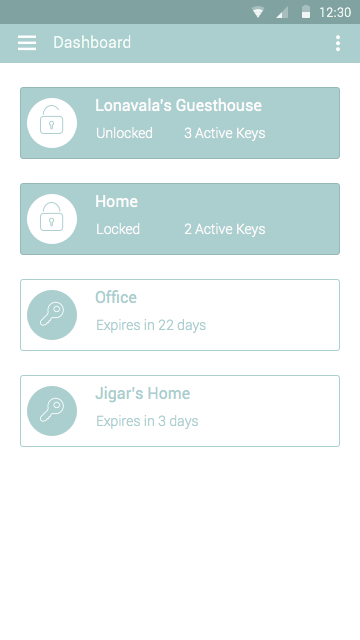 12:30
Dashboard
Lonavala's Guesthouse
Unlocked 3 Active Keys
Home
Locked 2 Active Keys
Office
Expires in 22 days
Jigar's Home
Expires in 3 days